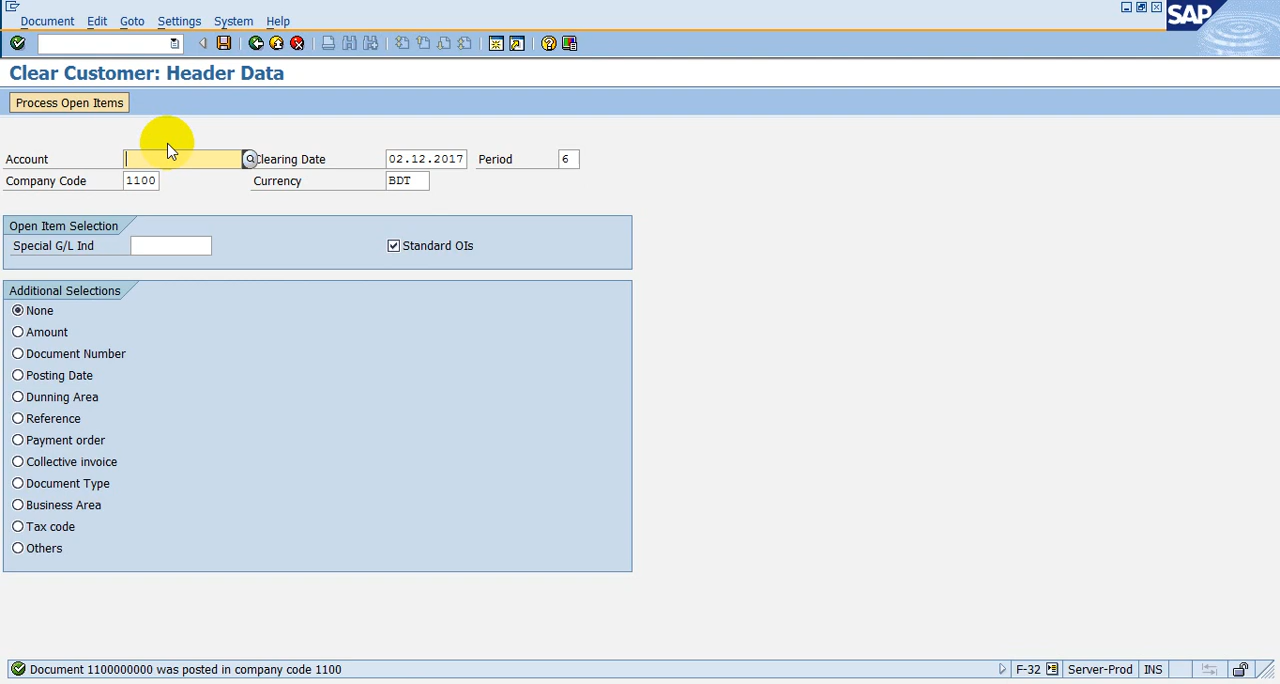 Document Edit Goto Settings System Help
SAP
Clear Customer: Header Data
Process Open Items
Account Clearing Date 02.12.2017 Period 6
Company Code 1100 Currency BDT
Open Item Selection
Special G/L Ind Standard OIs
Additional Selections
None
Amount
Document Number
Posting Date
Dunning Area
Reference
Payment order
Collective invoice
Document Type
Business Area
Tax code
Others
Document 1100000000 was posted in company code 1100 F-32 Server-Prod INS